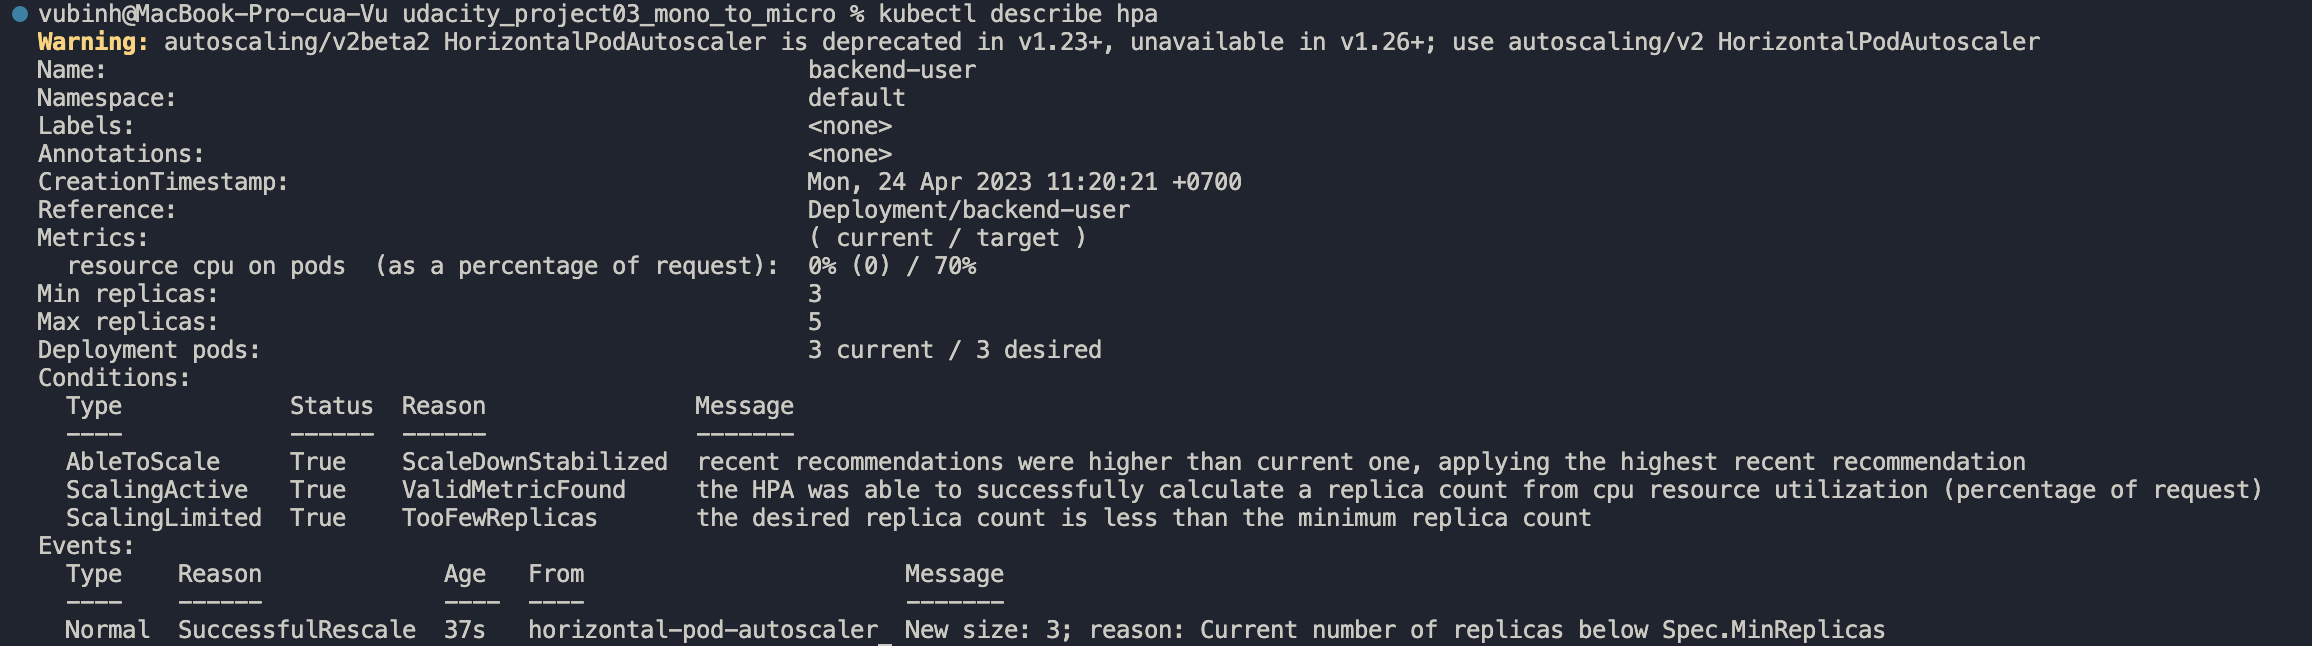 vubinh@MacBook-Pro-cua-Vu udacity_project03_mono_to_micro % kubectl describe hpa
Warning: autoscaling/v2beta2 HorizontalPodAutoscaler is deprecated in v1.23+, unavailable in v1.26+; use autoscaling/v2 HorizontalPodAutoscaler
Name: backend-user
Namespace: default
Labels: <none>
Annotations: <none>
CreationTimestamp: Mon, 24 Apr 2023 11:20:21 +0700
Reference: Deployment/backend-user
Metrics: ( current / target )
  resource cpu on pods  (as a percentage of request):  0% (0) / 70%
Min replicas: 3
Max replicas: 5
Deployment pods: 3 current / 3 desired
Conditions:
  Type            Status  Reason               Message
  ----            ------  ------               -------
  AbleToScale     True    ScaleDownStabilized  recent recommendations were higher than current one, applying the highest recent recommendation
  ScalingActive   True    ValidMetricFound     the HPA was able to successfully calculate a replica count from cpu resource utilization (percentage of request)
  ScalingLimited  True    TooFewReplicas       the desired replica count is less than the minimum replica count
Events:
  Type    Reason             Age   From                       Message
  ----    ------             ----  ----                       -------
  Normal  SuccessfulRescale  37s   horizontal-pod-autoscaler  New size: 3; reason: Current number of replicas below Spec.MinReplicas